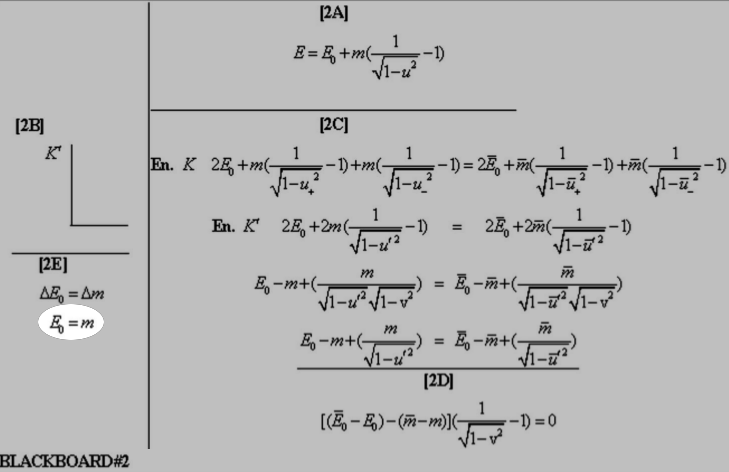 [2A]
E = E₀ + m(1/√(1−u²) −1)
[2B]
K'
[2C]
En. K 2E₀ + m(1/√(1−u₊²) −1) + m(1/√(1−u₋²) −1) = 2Ē₀ + m̄(1/√(1−ū₊²) −1) + m̄(1/√(1−ū₋²) −1)
En. K' 2E₀ + 2m(1/√(1−u'²) −1) = 2Ē₀ + 2m̄(1/√(1−ū'²) −1)
E₀ − m + (m/√(1−u'²)√(1−v²)) = Ē₀ − m̄ + (m̄/√(1−ū'²)√(1−v²))
E₀ − m + (m/√(1−u'²)) = Ē₀ − m̄ + (m̄/√(1−ū'²))
[2D]
[(Ē₀ − E₀) − (m̄ − m)](1/√(1−v²) −1) = 0
[2E]
ΔE₀ = Δm
E₀ = m
BLACKBOARD#2